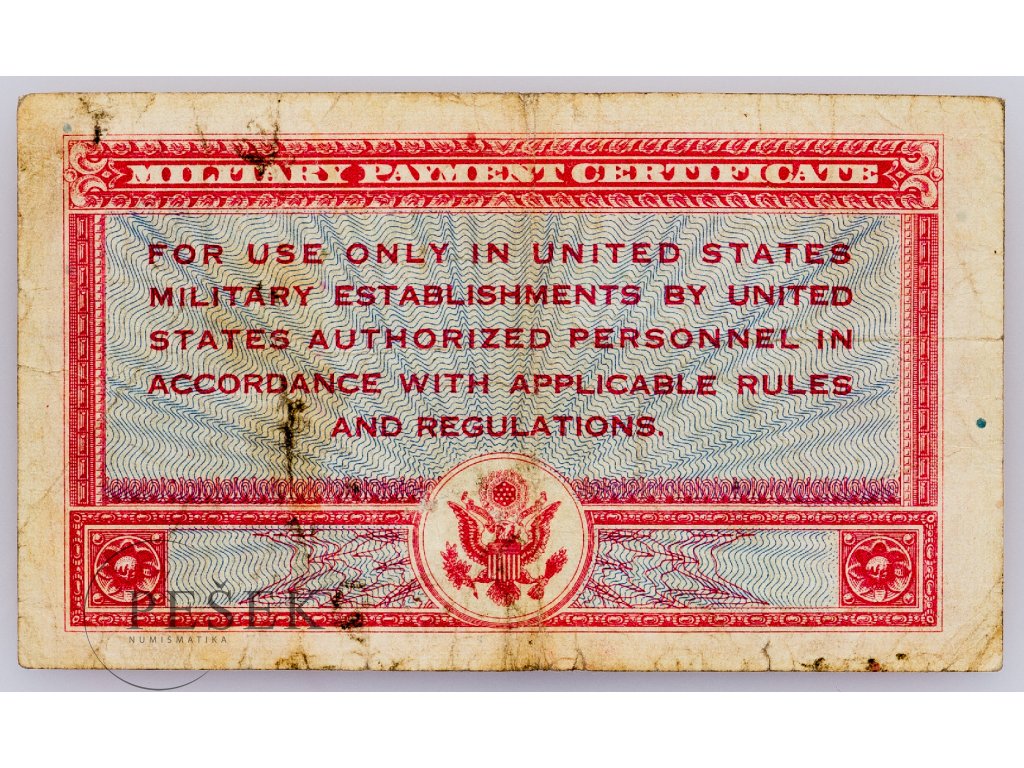 MILITARY PAYMENT CERTIFICATE
FOR USE ONLY IN UNITED STATES
MILITARY ESTABLISHMENTS BY UNITED
STATES AUTHORIZED PERSONNEL IN
ACCORDANCE WITH APPLICABLE RULES
AND REGULATIONS.
PEŠEK
NUMISMATIKA